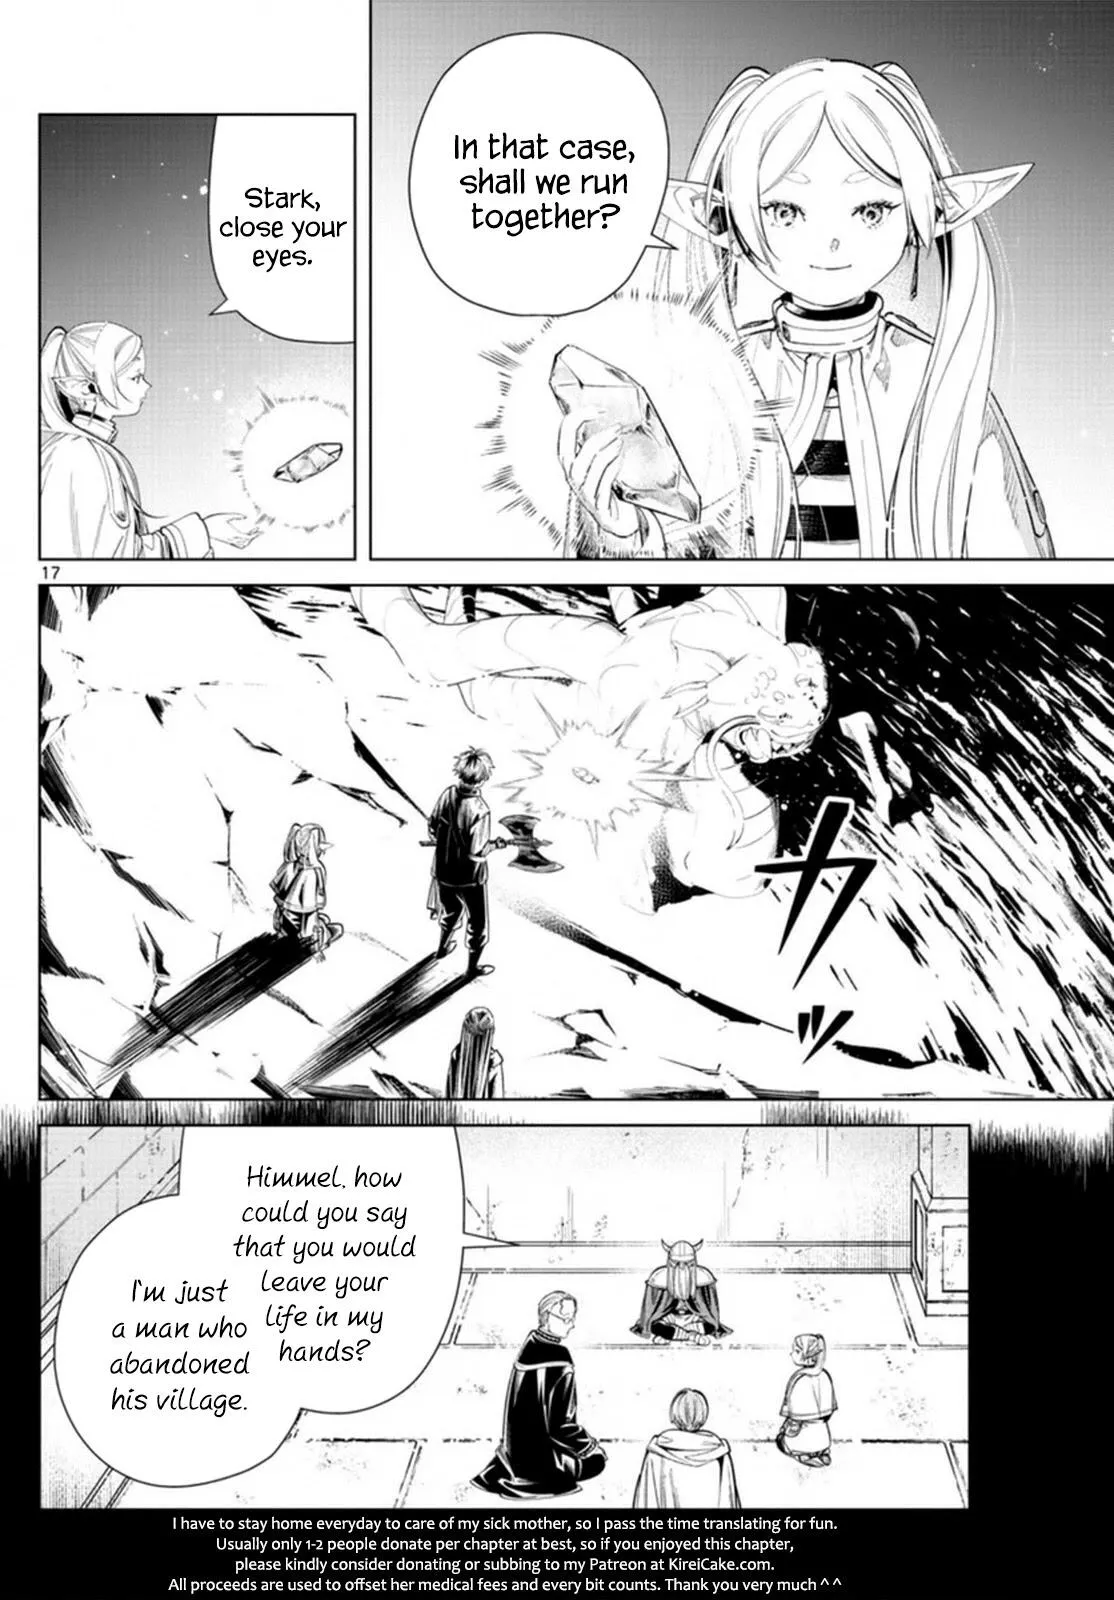 In that case,
shall we run
together?
Stark,
close your
eyes.
17
カッ
Himmel, how
could you say
that you would
leave your
life in my
hands?
I'm just
a man who
abandoned
his village.
I have to stay home everyday to care of my sick mother, so I pass the time translating for fun.
Usually only 1-2 people donate per chapter at best, so if you enjoyed this chapter,
please kindly consider donating or subbing to my Patreon at KireiCake.com.
All proceeds are used to offset her medical fees and every bit counts. Thank you very much ^ ^